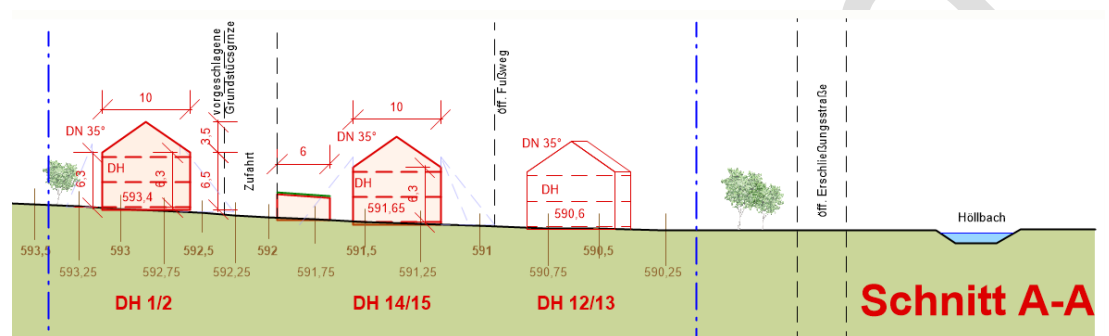 vorgeschlagene
Grundstücsgrnze
öff. Fußweg
öff. Erschließungsstraße
Zufahrt
10
10
DN 35°
3,5
DN 35°
DN 35°
6
DH
DH
DH
6,3
6,3
6,5
6,3
593,4
591,65
590,6
Höllbach
593,5
593
592,5
592
591,5
591
590,5
593,25
592,75
592,25
591,75
591,25
590,75
590,25
DH 1/2
DH 14/15
DH 12/13
Schnitt A-A